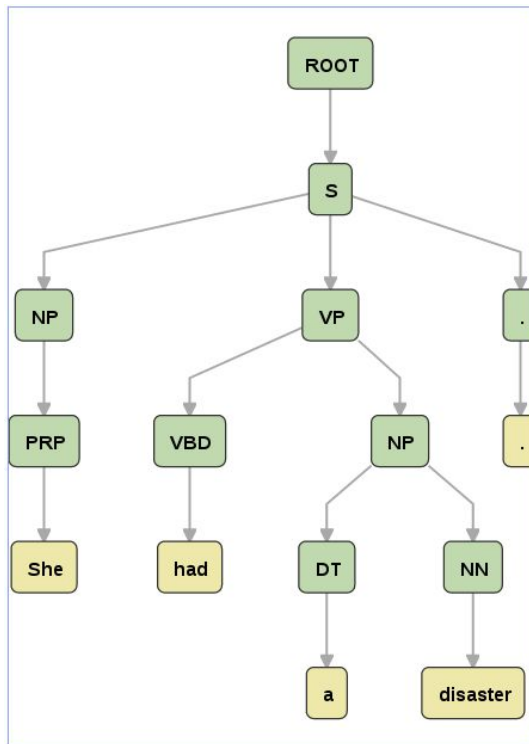 ROOT
S
NP VP .
PRP VBD NP .
She had DT NN
a disaster